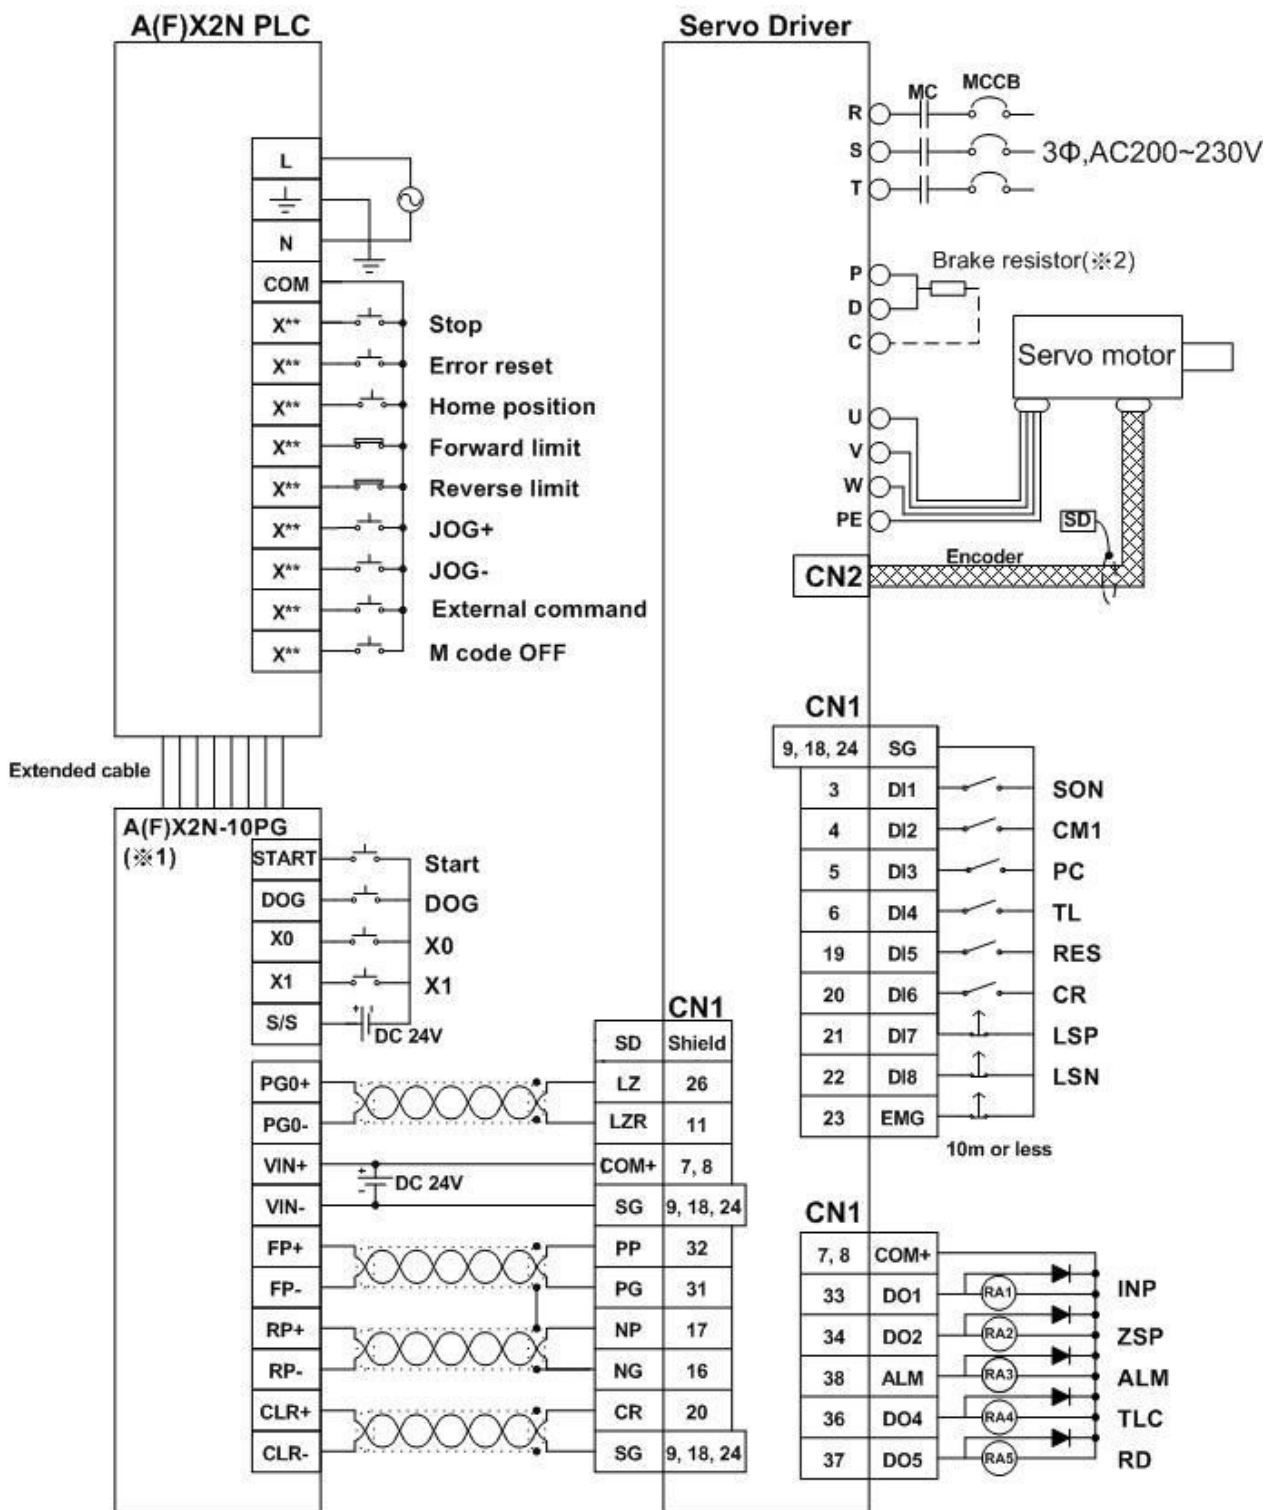 A(F)X2N PLC
L
N
COM
X** Stop
X** Error reset
X** Home position
X** Forward limit
X** Reverse limit
X** JOG+
X** JOG-
X** External command
X** M code OFF
Extended cable
A(F)X2N-10PG
(※1)
START Start
DOG DOG
X0 X0
X1 X1
S/S + - DC 24V
PG0+
PG0-
VIN+
+ DC 24V
-
VIN-
FP+
FP-
RP+
RP-
CLR+
CLR-
CN1
SD Shield
LZ 26
LZR 11
COM+ 7, 8
SG 9, 18, 24
PP 32
PG 31
NP 17
NG 16
CR 20
SG 9, 18, 24
Servo Driver
MC MCCB
R
S 3Φ,AC200~230V
T
Brake resistor(※2)
P
D
C
Servo motor
U
V
W
PE
SD
Encoder
CN2
CN1
9, 18, 24 SG
3 DI1 SON
4 DI2 CM1
5 DI3 PC
6 DI4 TL
19 DI5 RES
20 DI6 CR
21 DI7 LSP
22 DI8 LSN
23 EMG
10m or less
CN1
7, 8 COM+
33 DO1 RA1 INP
34 DO2 RA2 ZSP
38 ALM RA3 ALM
36 DO4 RA4 TLC
37 DO5 RA5 RD